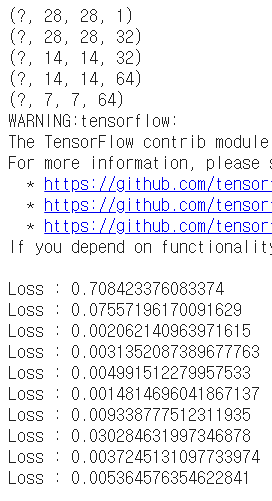 (?, 28, 28, 1)
(?, 28, 28, 32)
(?, 14, 14, 32)
(?, 14, 14, 64)
(?, 7, 7, 64)
WARNING:tensorflow:
The TensorFlow contrib module
For more information, please
* https://github.com/tensor
* https://github.com/tensor
* https://github.com/tensor
If you depend on functionality
Loss : 0.708423376083374
Loss : 0.07557196170091629
Loss : 0.002062140963971615
Loss : 0.0031352087389677763
Loss : 0.004991512279957533
Loss : 0.0014814696041867137
Loss : 0.009338777512311935
Loss : 0.030284631997346878
Loss : 0.0037245131097733974
Loss : 0.005364576354622841